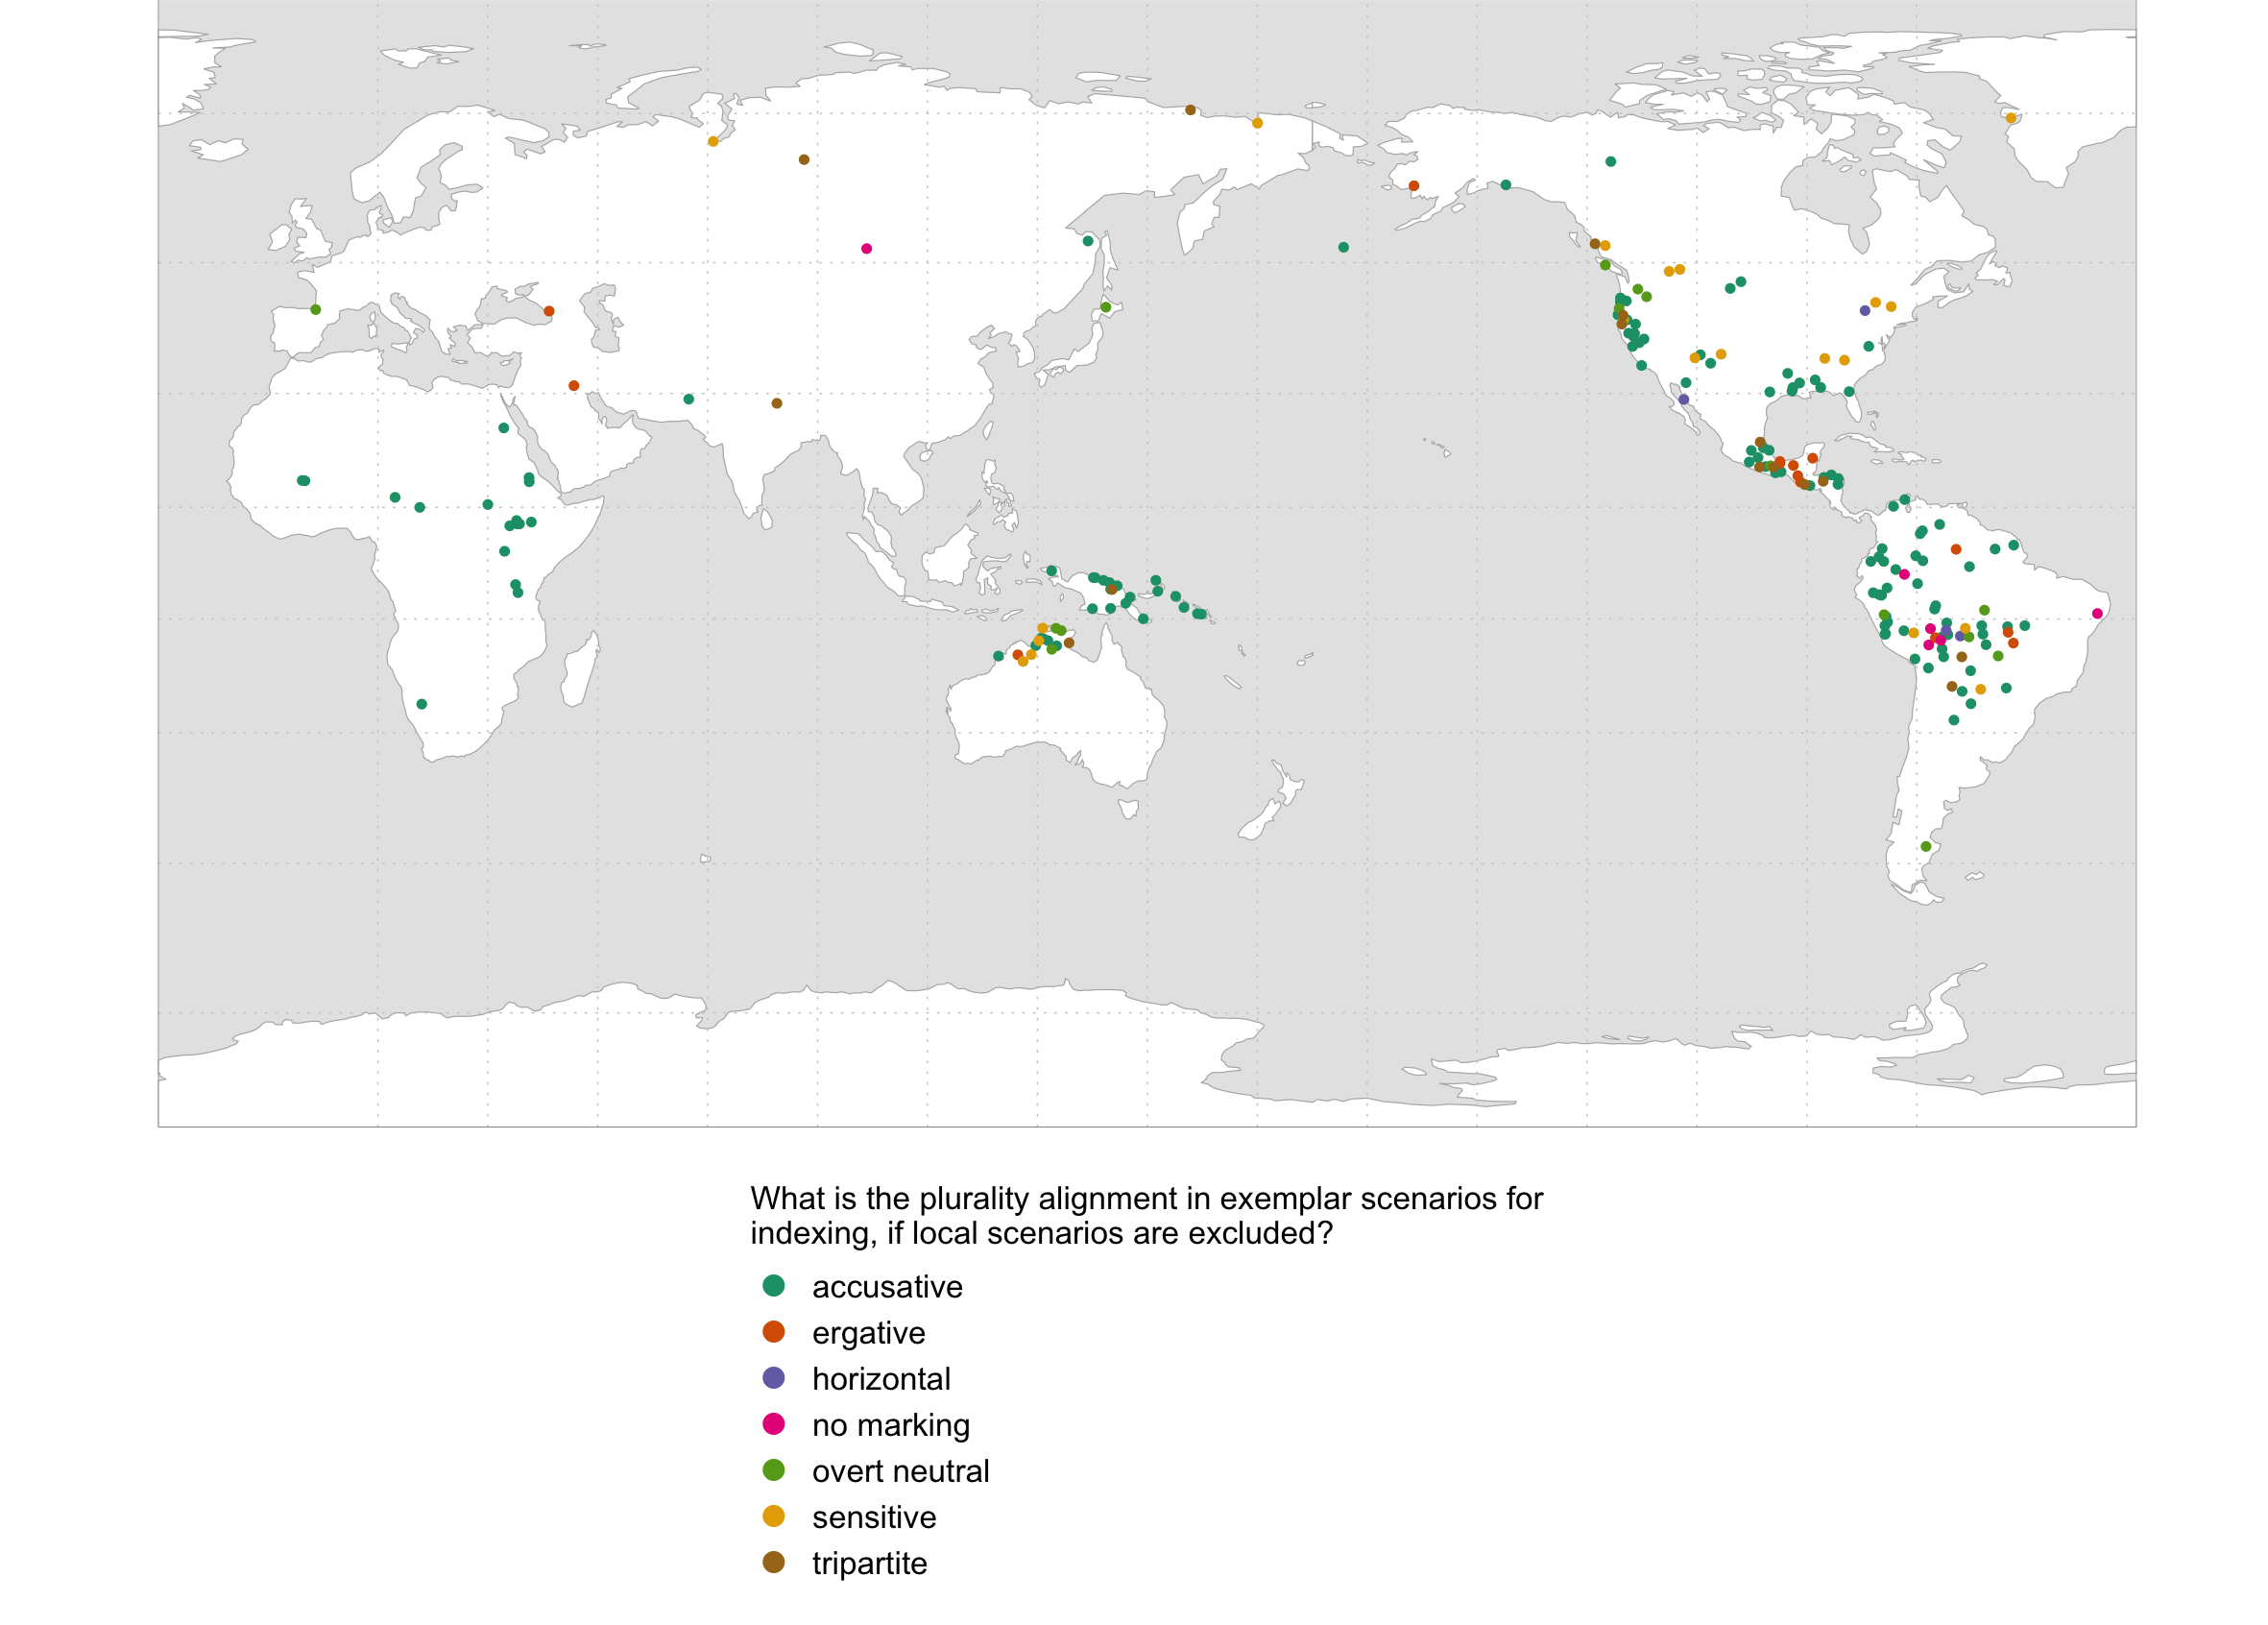 What is the plurality alignment in exemplar scenarios for
indexing, if local scenarios are excluded?
accusative
ergative
horizontal
no marking
overt neutral
sensitive
tripartite